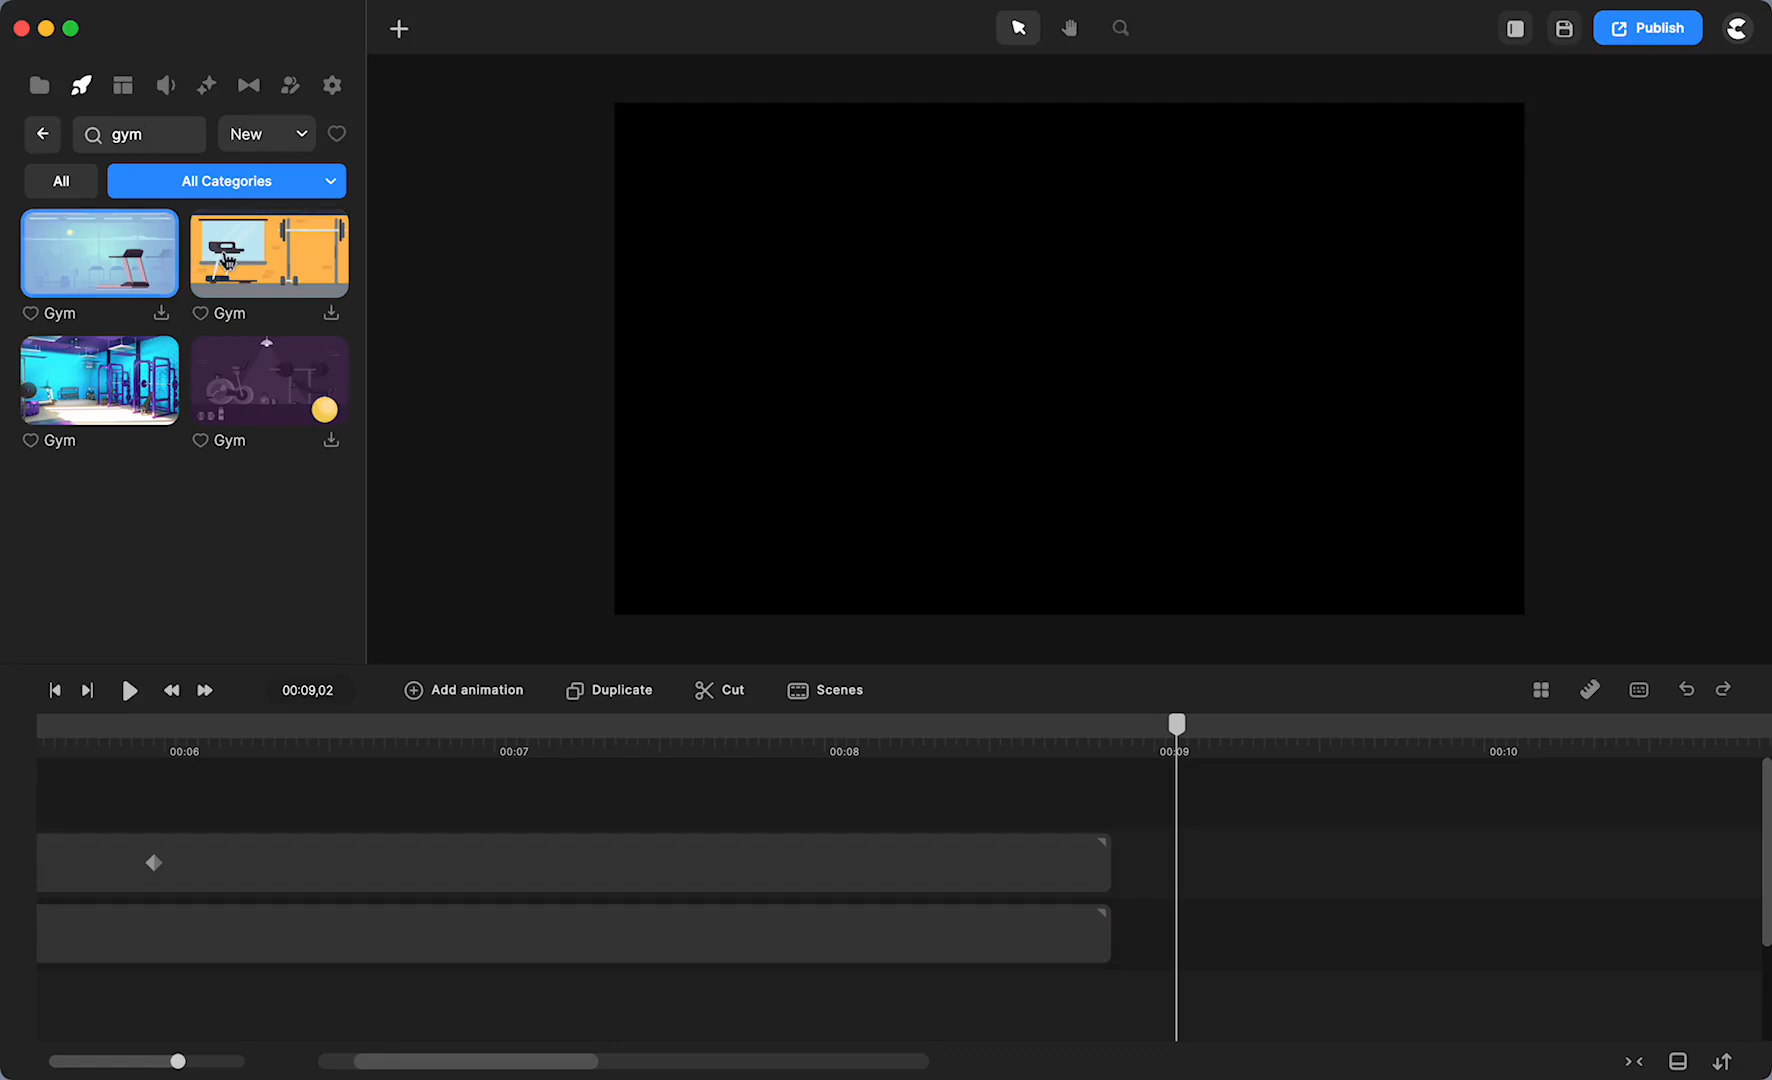 Publish
gym
New
All
All Categories
Gym
Gym
Gym
Gym
00:09,02
Add animation
Duplicate
Cut
Scenes
00:06
00:07
00:08
00:09
00:10